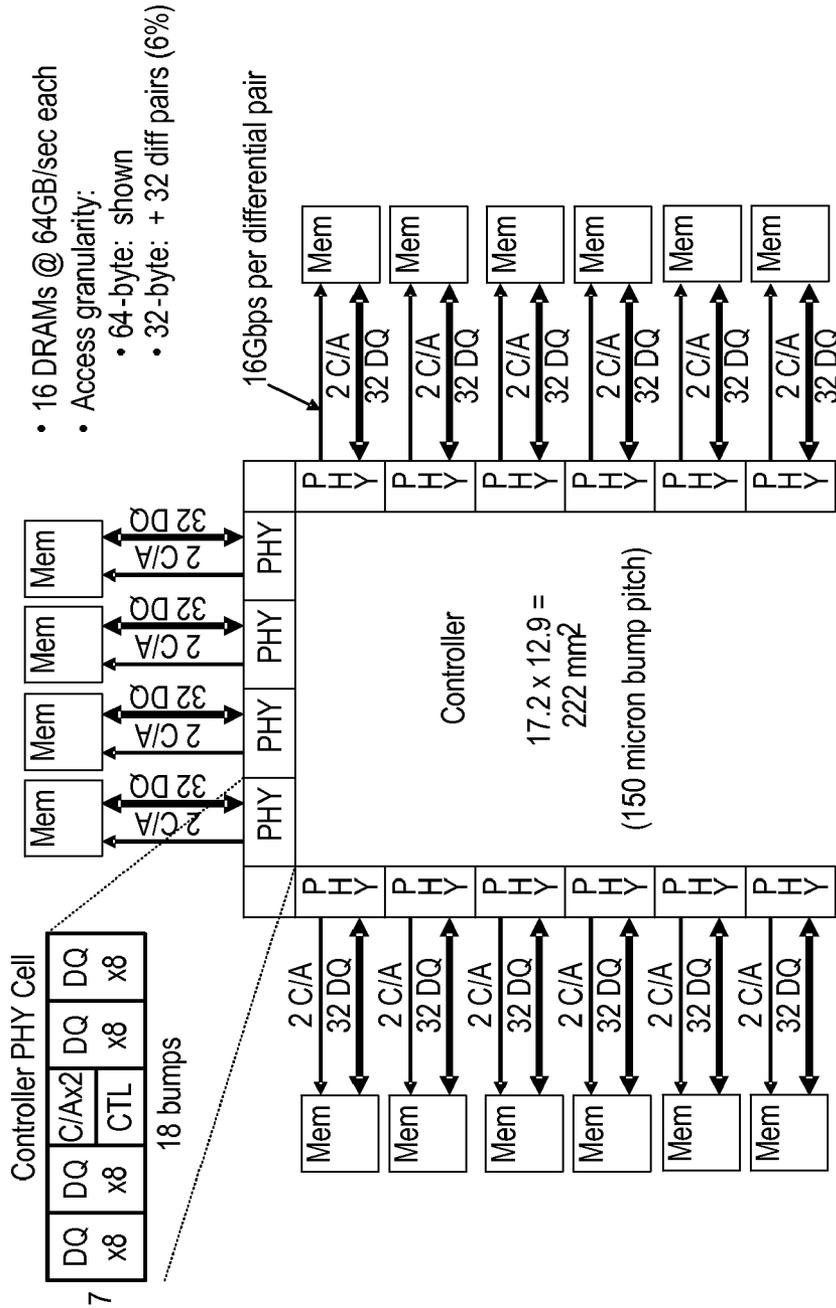 Controller PHY Cell
DQ x8
DQ x8
C/Ax2
CTL
DQ x8
DQ x8
7
18 bumps
• 16 DRAMs @ 64GB/sec each
• Access granularity:
• 64-byte: shown
• 32-byte: + 32 diff pairs (6%)
16Gbps per differential pair
Mem
Mem
Mem
Mem
2 C/A
32 DQ
2 C/A
32 DQ
2 C/A
32 DQ
2 C/A
32 DQ
PHY
PHY
PHY
PHY
Mem
2 C/A
32 DQ
PHY
PHY
2 C/A
32 DQ
Mem
Mem
2 C/A
32 DQ
PHY
PHY
2 C/A
32 DQ
Mem
Mem
2 C/A
32 DQ
PHY
PHY
2 C/A
32 DQ
Mem
Mem
2 C/A
32 DQ
PHY
PHY
2 C/A
32 DQ
Mem
Mem
2 C/A
32 DQ
PHY
PHY
2 C/A
32 DQ
Mem
Mem
2 C/A
32 DQ
PHY
PHY
2 C/A
32 DQ
Mem
Controller
17.2 x 12.9 =
222 mm2
(150 micron bump pitch)